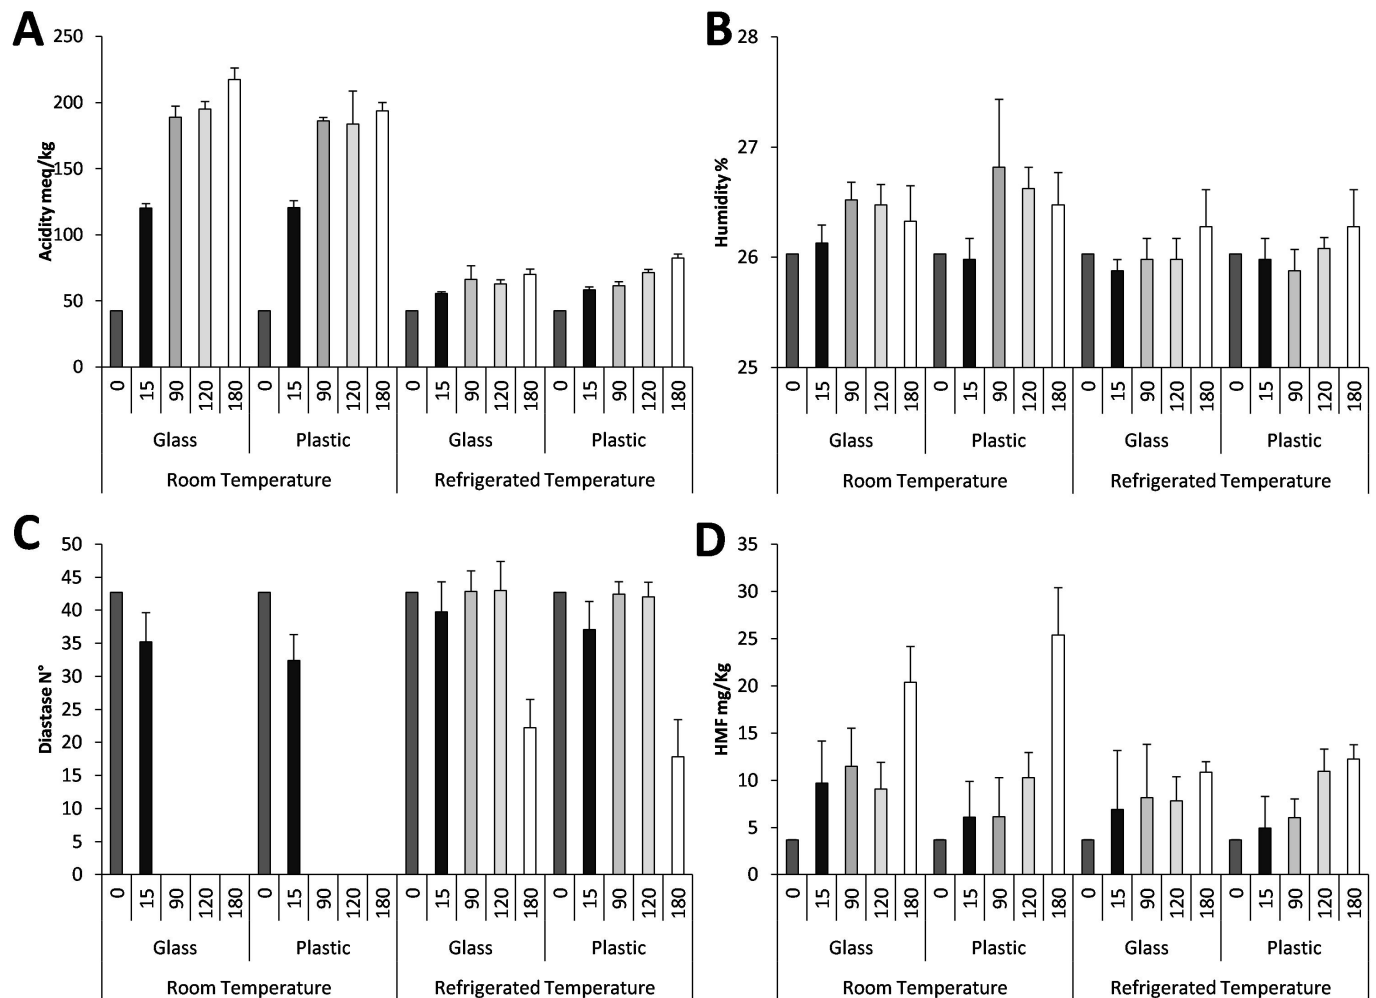 A
250
200
150
100
50
0
Acidity meq/kg
0 15 90 120 180 0 15 90 120 180 0 15 90 120 180 0 15 90 120 180
Glass Plastic Glass Plastic
Room Temperature Refrigerated Temperature
B
28
27
26
25
Humidity %
0 15 90 120 180 0 15 90 120 180 0 15 90 120 180 0 15 90 120 180
Glass Plastic Glass Plastic
Room Temperature Refrigerated Temperature
C
50
45
40
35
30
25
20
15
10
5
0
Diastase N°
0 15 90 120 180 0 15 90 120 180 0 15 90 120 180 0 15 90 120 180
Glass Plastic Glass Plastic
Room Temperature Refrigerated Temperature
D
35
30
25
20
15
10
5
0
HMF mg/Kg
0 15 90 120 180 0 15 90 120 180 0 15 90 120 180 0 15 90 120 180
Glass Plastic Glass Plastic
Room Temperature Refrigerated Temperature